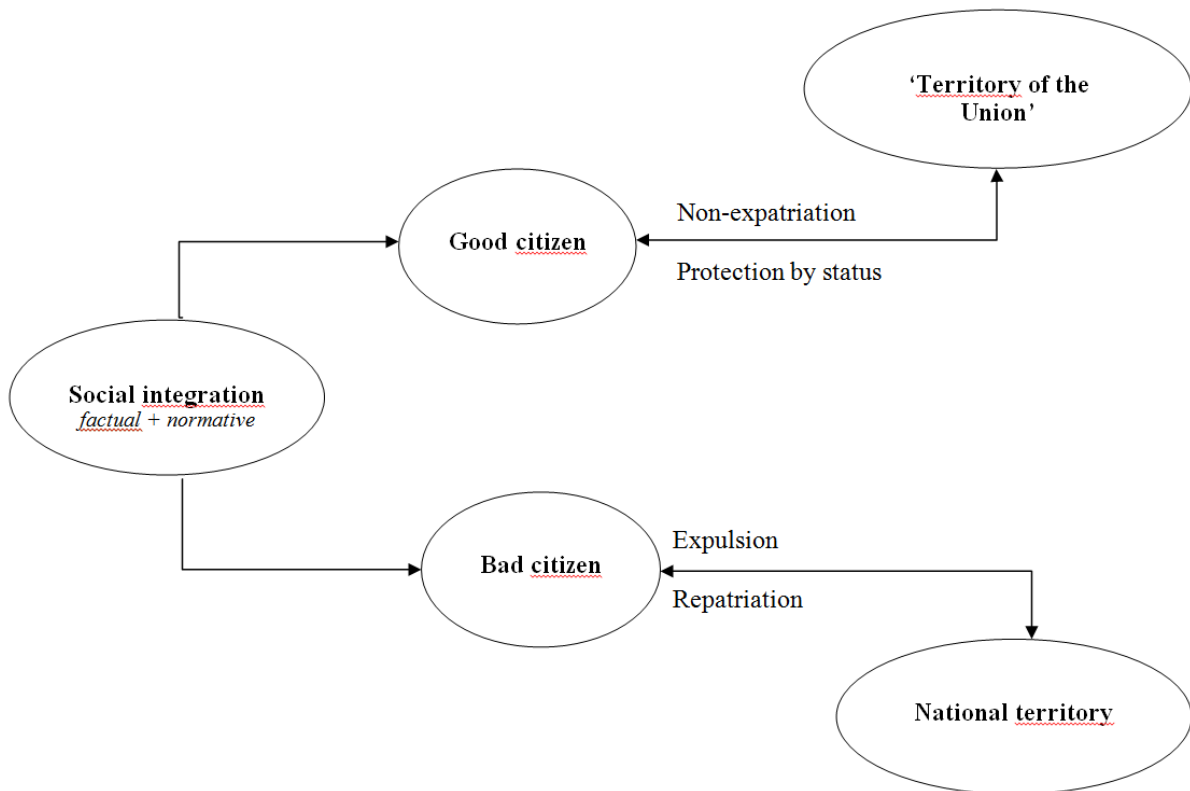 ‘Territory of the
Union’
Non-expatriation
Good citizen
Protection by status
Social integration
factual + normative
Expulsion
Bad citizen
Repatriation
National territory